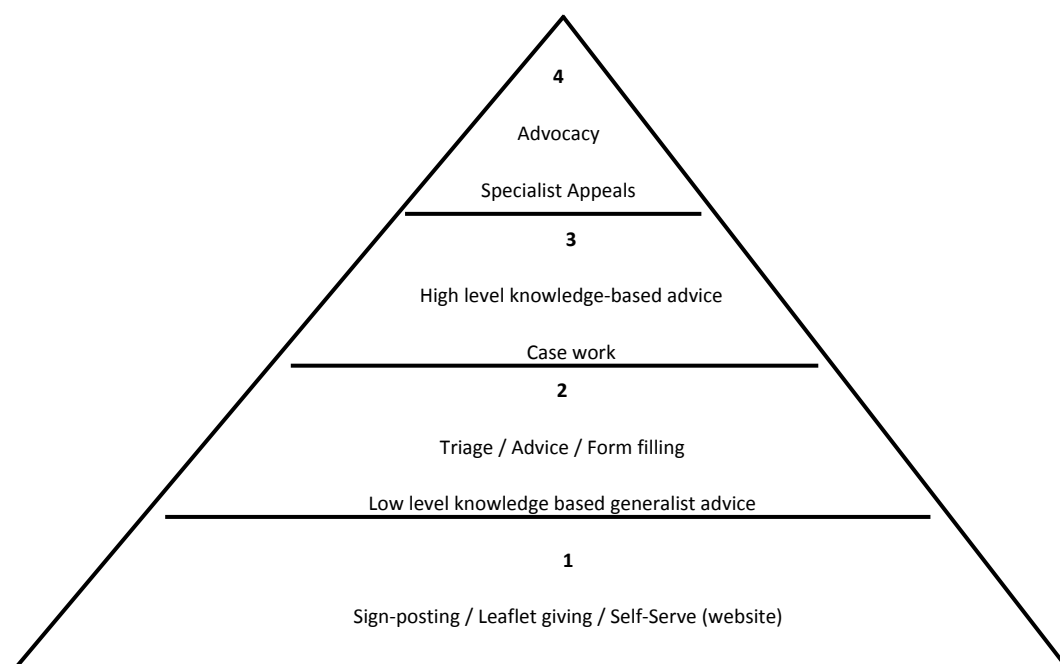 4
Advocacy
Specialist Appeals
3
High level knowledge-based advice
Case work
2
Triage / Advice / Form filling
Low level knowledge based generalist advice
1
Sign-posting / Leaflet giving / Self-Serve (website)